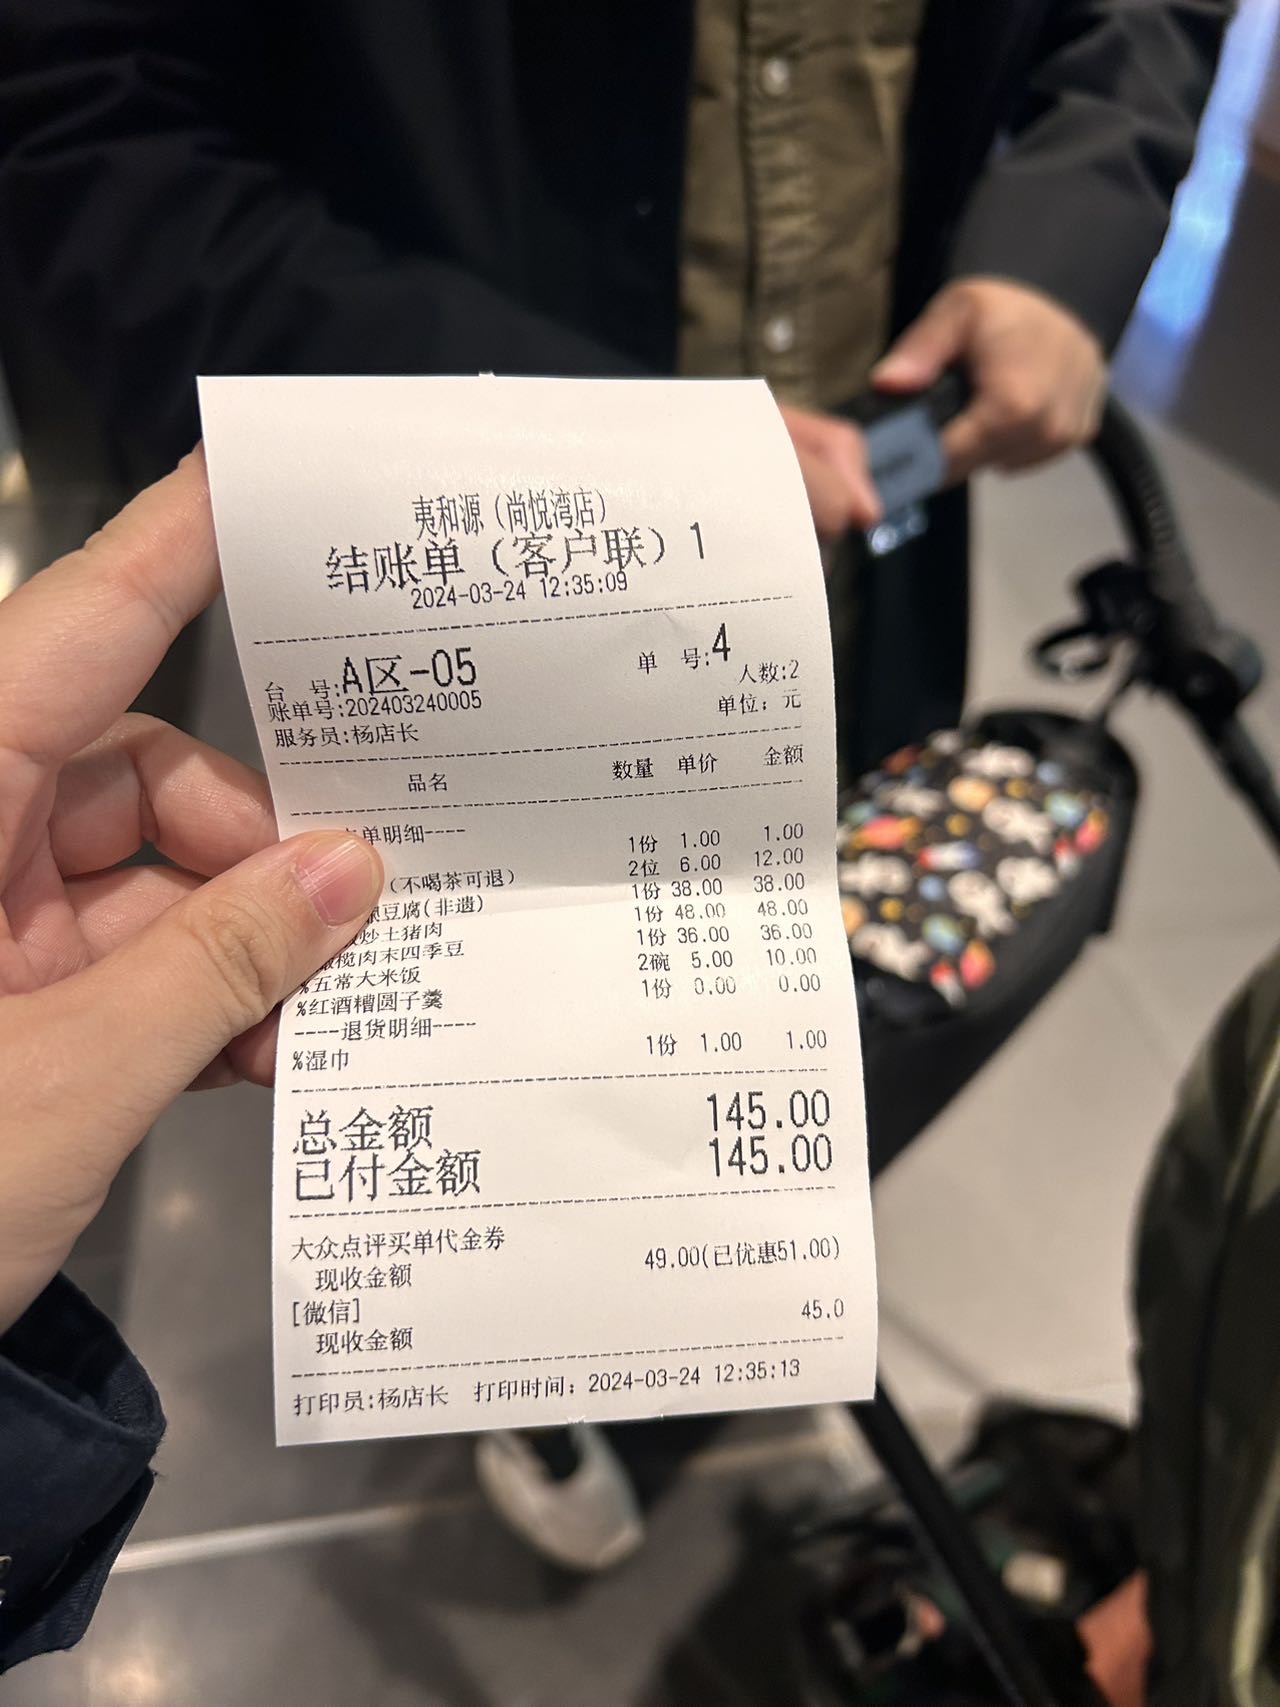 夷和源（尚悦湾店）
结账单（客户联）1
2024-03-24 12:35:09
台 号:A区-05 单 号:4
账单号:202403240005 人数:2
服务员:杨店长 单位：元
品名 数量 单价 金额
单明细----
1份 1.00 1.00
（不喝茶可退） 2位 6.00 12.00
豆腐(非遗) 1份 38.00 38.00
炒土猪肉 1份 48.00 48.00
榄肉末四季豆 1份 36.00 36.00
%五常大米饭 2碗 5.00 10.00
%红酒糟圆子羹 1份 0.00 0.00
----退货明细----
%湿巾 1份 1.00 1.00
总金额 145.00
已付金额 145.00
大众点评买单代金券
现收金额 49.00(已优惠51.00)
[微信]
现收金额 45.0
打印员:杨店长 打印时间：2024-03-24 12:35:13